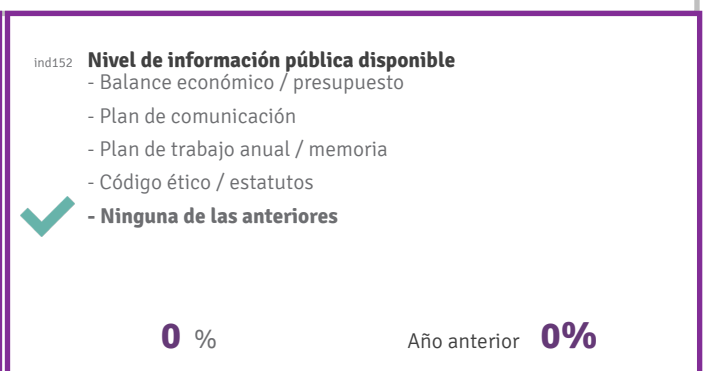 ind152 Nivel de información pública disponible
- Balance económico / presupuesto
- Plan de comunicación
- Plan de trabajo anual / memoria
- Código ético / estatutos
- Ninguna de las anteriores
0 % Año anterior 0%